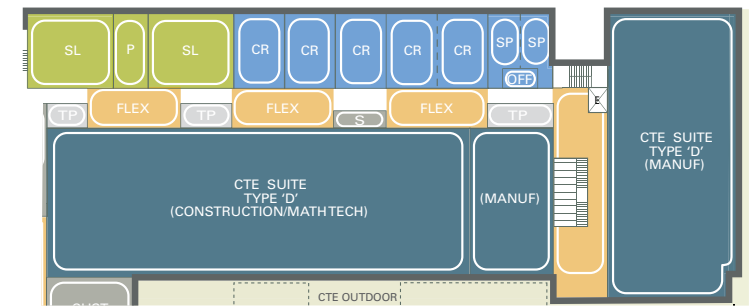 SL
P
SL
CR
CR
CR
CR
CR
SP
SP
OFF
E
TP
FLEX
TP
FLEX
S
FLEX
TP
CTE SUITE
TYPE 'D'
(CONSTRUCTION/MATHTECH)
(MANUF)
CTE SUITE
TYPE 'D'
(MANUF)
CTE OUTDOOR